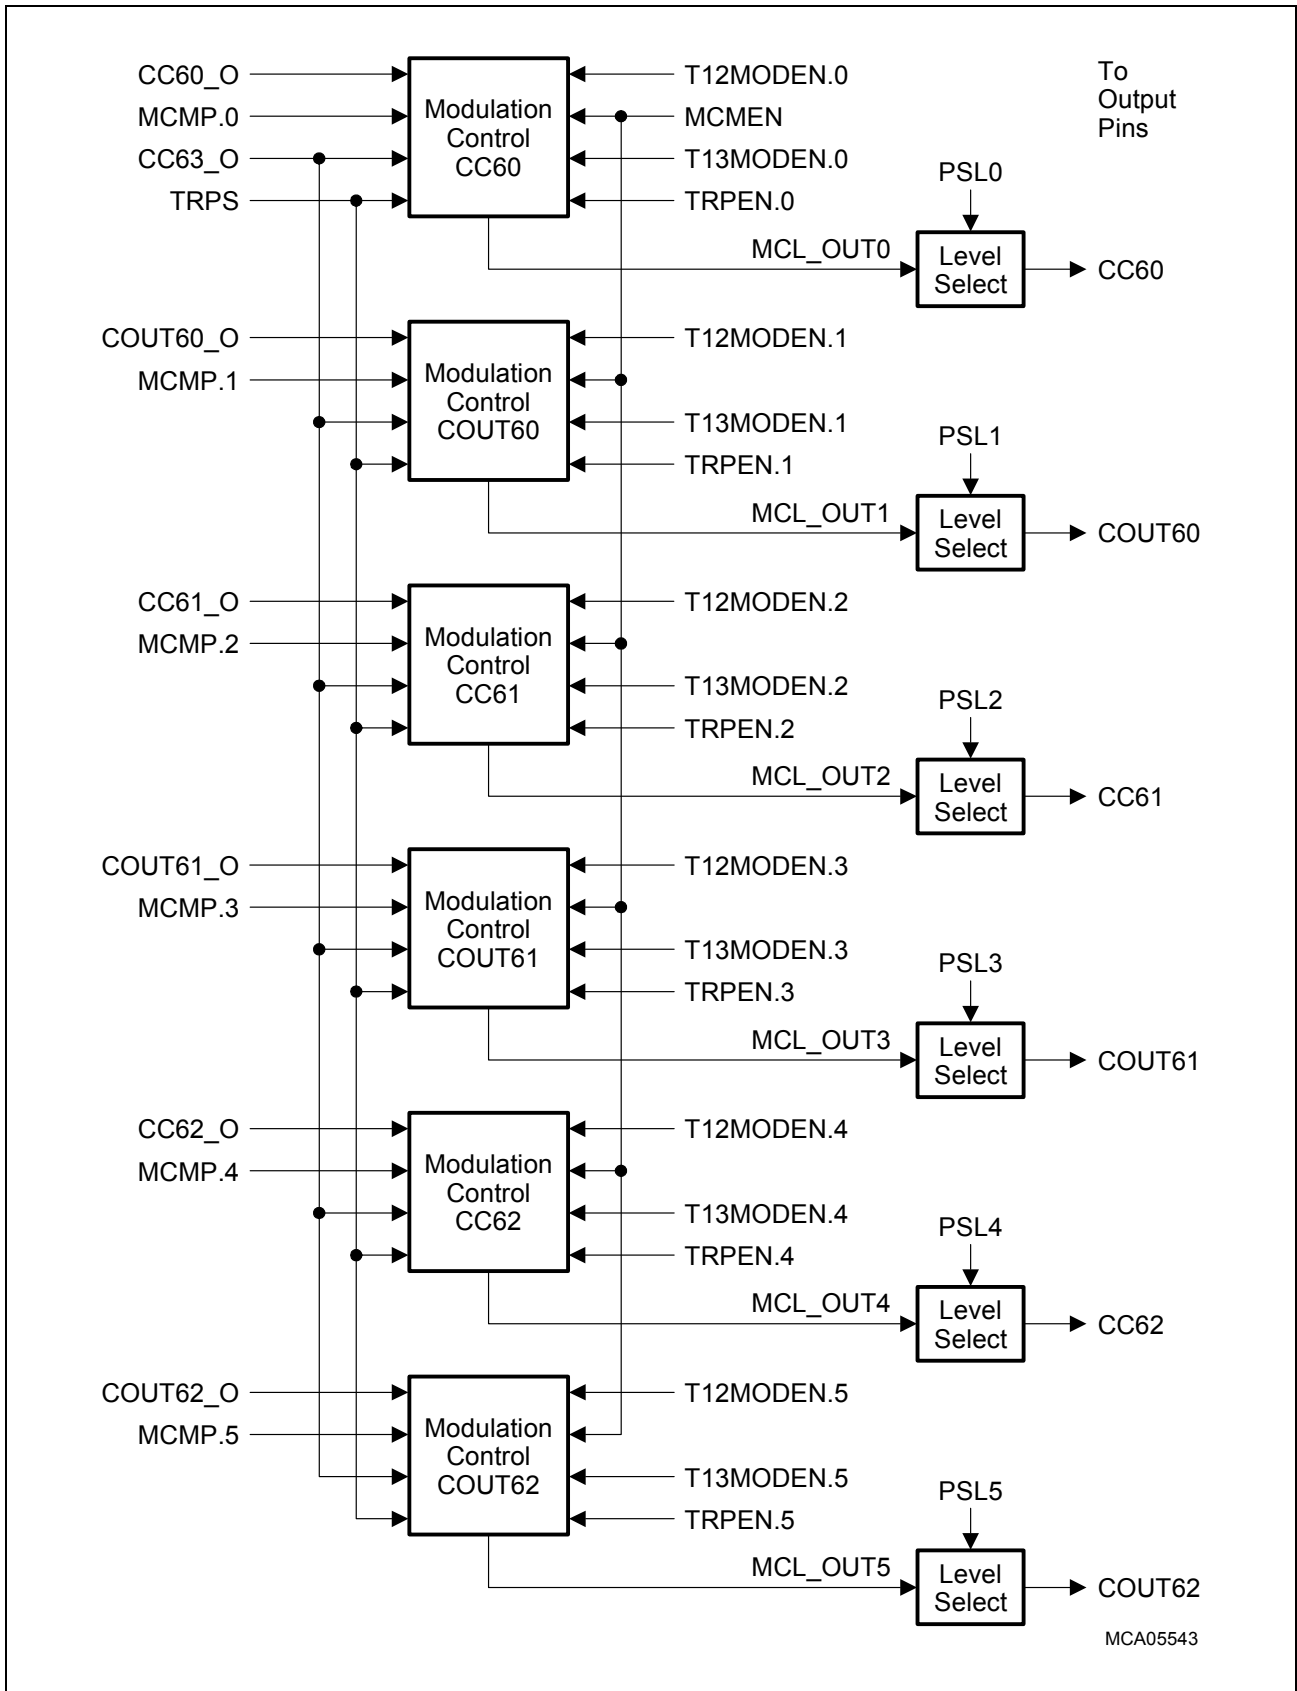 CC60_O
MCMP.0
CC63_O
TRPS
Modulation
Control
CC60
T12MODEN.0
MCMEN
T13MODEN.0
TRPEN.0
To
Output
Pins
PSL0
MCL_OUT0
Level
Select
CC60
COUT60_O
MCMP.1
Modulation
Control
COUT60
T12MODEN.1
T13MODEN.1
TRPEN.1
PSL1
MCL_OUT1
Level
Select
COUT60
CC61_O
MCMP.2
Modulation
Control
CC61
T12MODEN.2
T13MODEN.2
TRPEN.2
PSL2
MCL_OUT2
Level
Select
CC61
COUT61_O
MCMP.3
Modulation
Control
COUT61
T12MODEN.3
T13MODEN.3
TRPEN.3
PSL3
MCL_OUT3
Level
Select
COUT61
CC62_O
MCMP.4
Modulation
Control
CC62
T12MODEN.4
T13MODEN.4
TRPEN.4
PSL4
MCL_OUT4
Level
Select
CC62
COUT62_O
MCMP.5
Modulation
Control
COUT62
T12MODEN.5
T13MODEN.5
TRPEN.5
PSL5
MCL_OUT5
Level
Select
COUT62
MCA05543